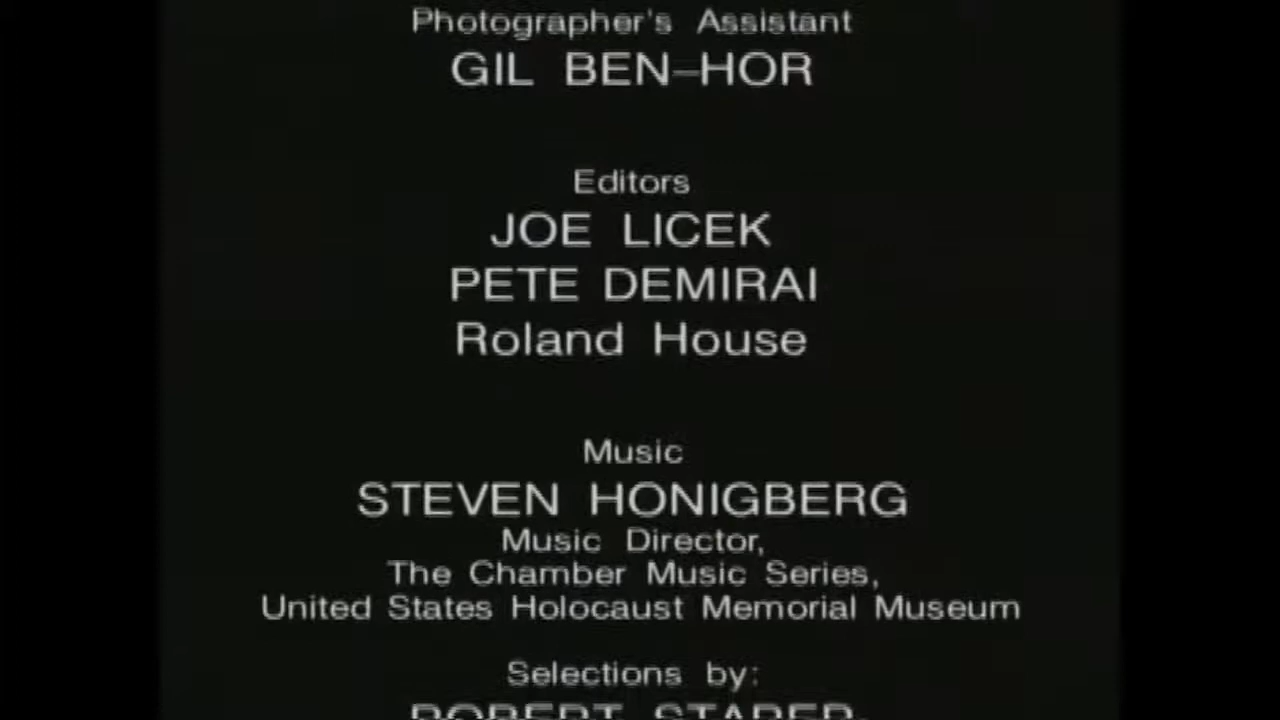 Photographer's Assistant
GIL BEN-HOR
Editors
JOE LICEK
PETE DEMIRAI
Roland House
Music
STEVEN HONIGBERG
Music Director,
The Chamber Music Series,
United States Holocaust Memorial Museum
Selections by:
ROBERT